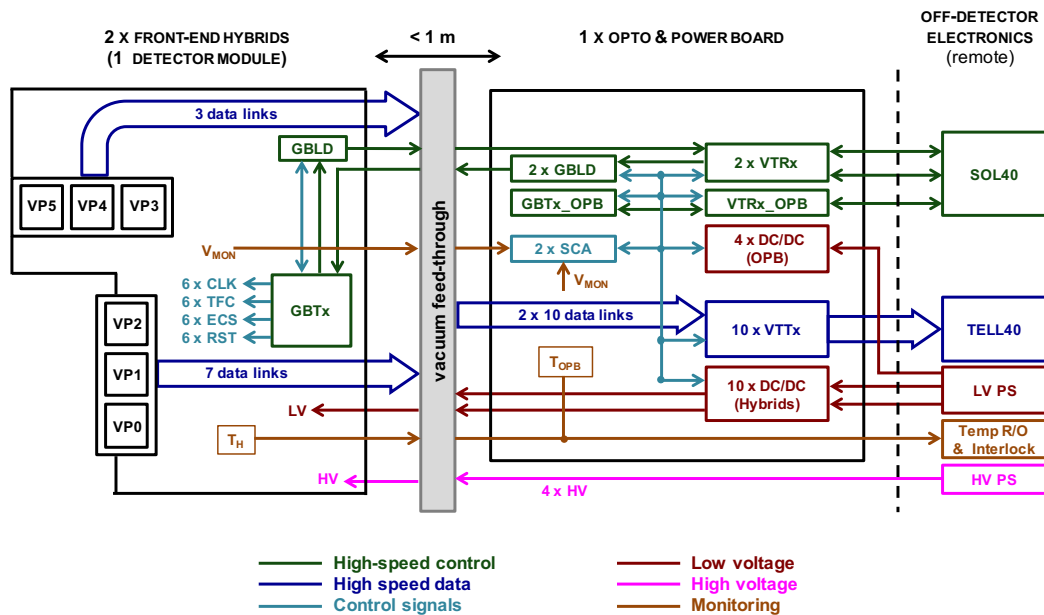 2 x FRONT-END HYBRIDS
(1 DETECTOR MODULE)
< 1 m
1 x OPTO & POWER BOARD
OFF-DETECTOR
ELECTRONICS
(remote)
3 data links
GBLD
2 x GBLD
2 x VTRx
SOL40
VP5
VP4
VP3
GBTx_OPB
VTRx_OPB
VMON
2 x SCA
4 x DC/DC
(OPB)
VMON
6 x CLK
6 x TFC
6 x ECS
6 x RST
GBTx
vacuum feed-through
2 x 10 data links
10 x VTTx
TELL40
VP2
VP1
VP0
7 data links
TOPB
10 x DC/DC
(Hybrids)
LV PS
LV
TH
Temp R/O
& Interlock
HV
4 x HV
HV PS
High-speed control
High speed data
Control signals
Low voltage
High voltage
Monitoring